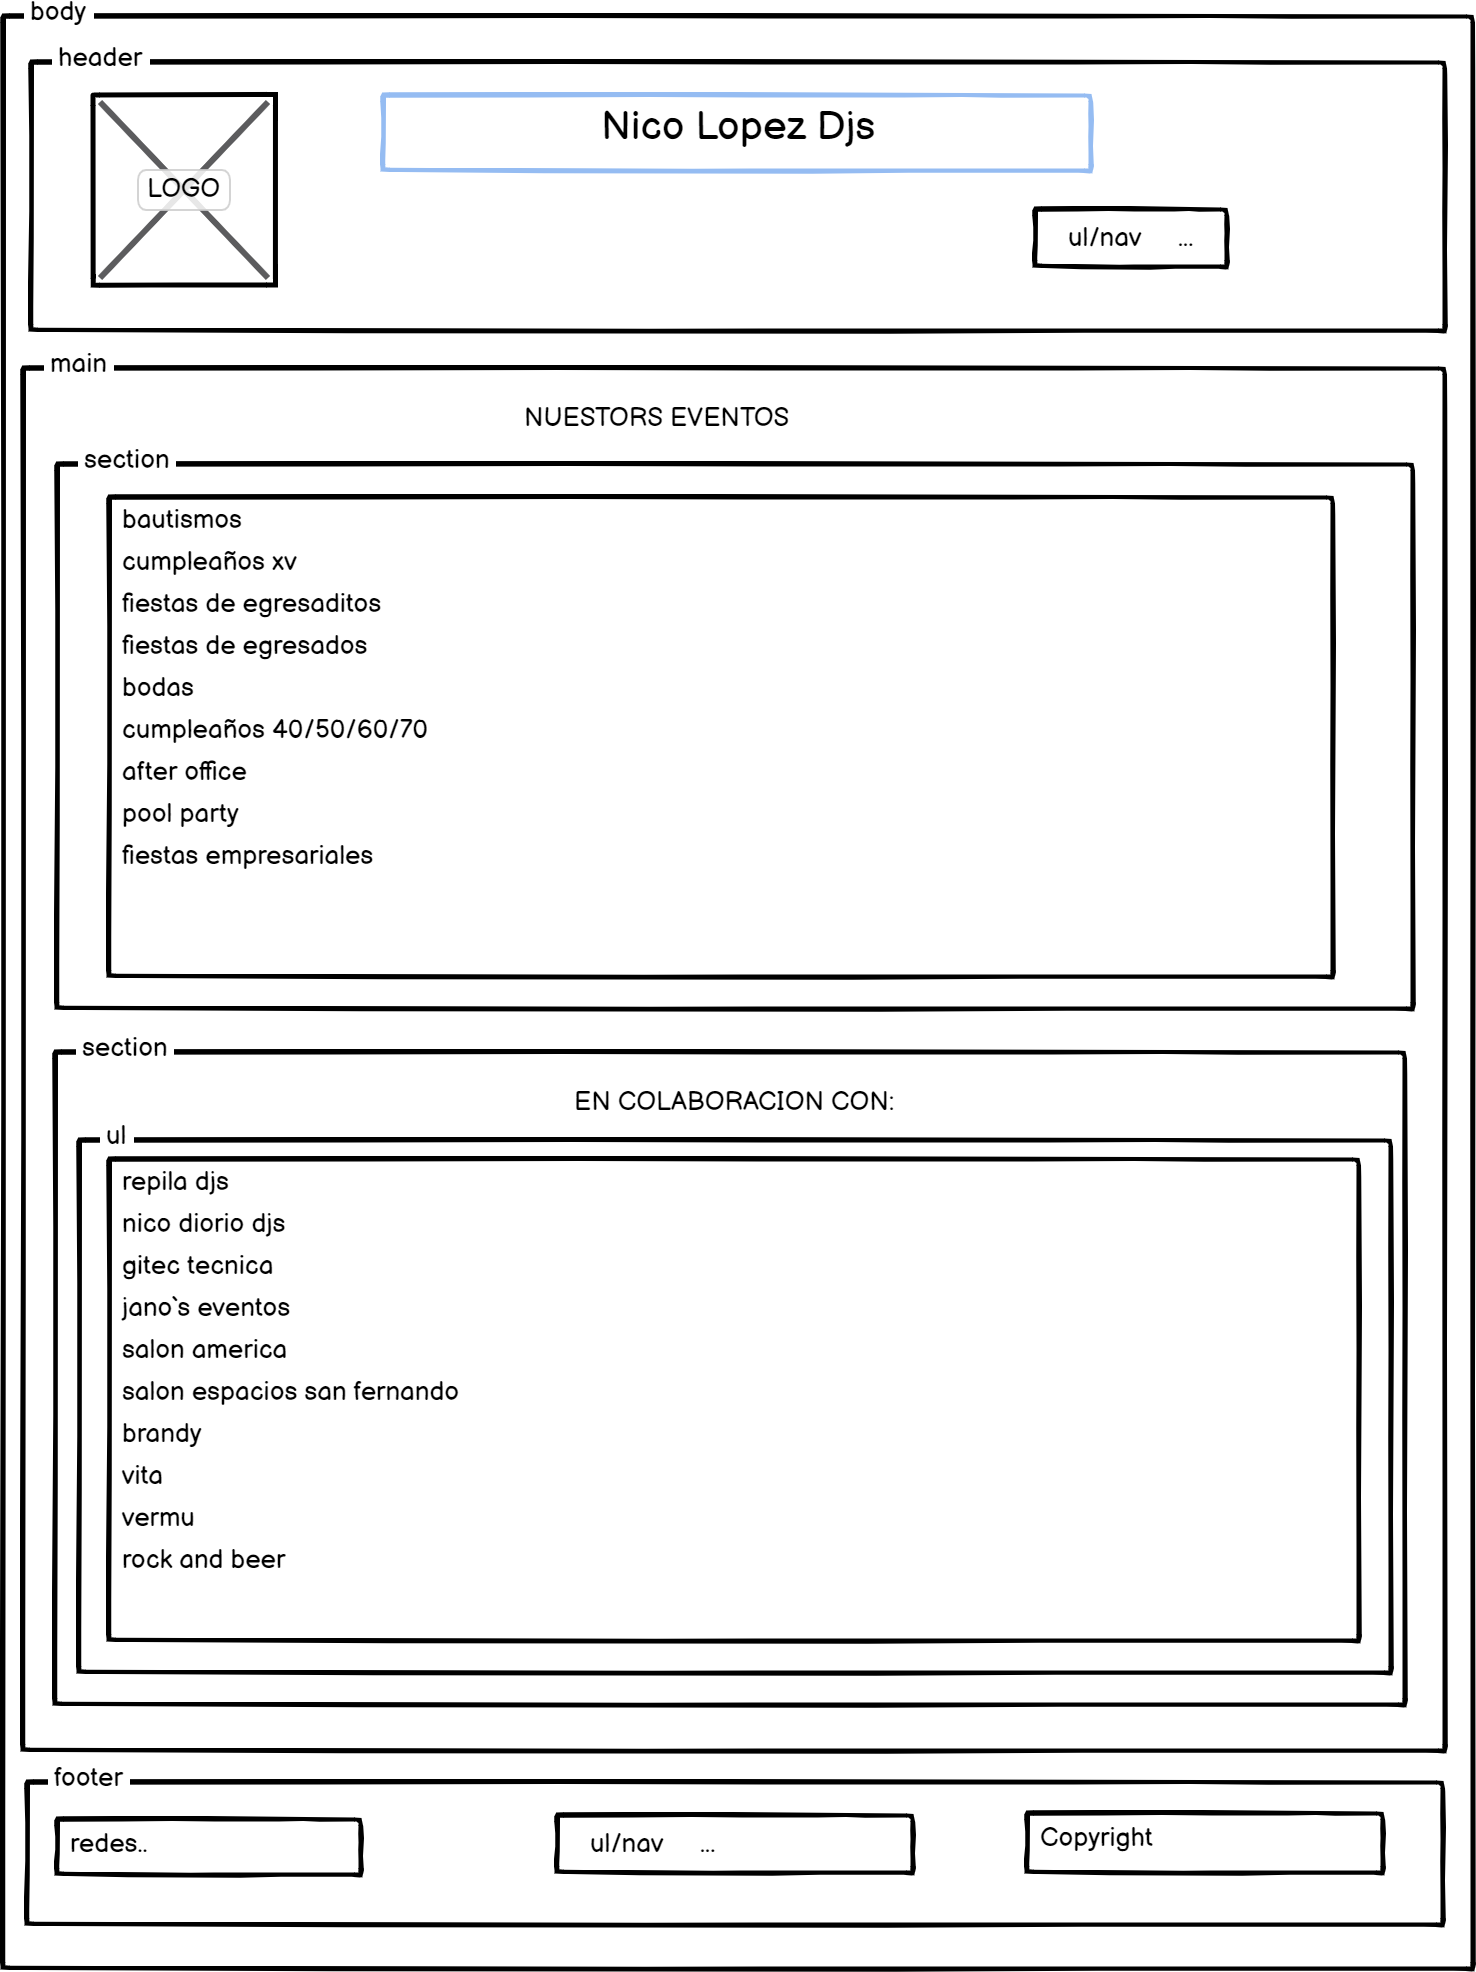 body
header
Nico Lopez Djs
LOGO
ul/nav ...
main
NUESTORS EVENTOS
section
bautismos
cumpleaños xv
fiestas de egresaditos
fiestas de egresados
bodas
cumpleaños 40/50/60/70
after office
pool party
fiestas empresariales
section
EN COLABORACION CON:
ul
repila djs
nico diorio djs
gitec tecnica
jano`s eventos
salon america
salon espacios san fernando
brandy
vita
vermu
rock and beer
footer
redes..
ul/nav ...
Copyright